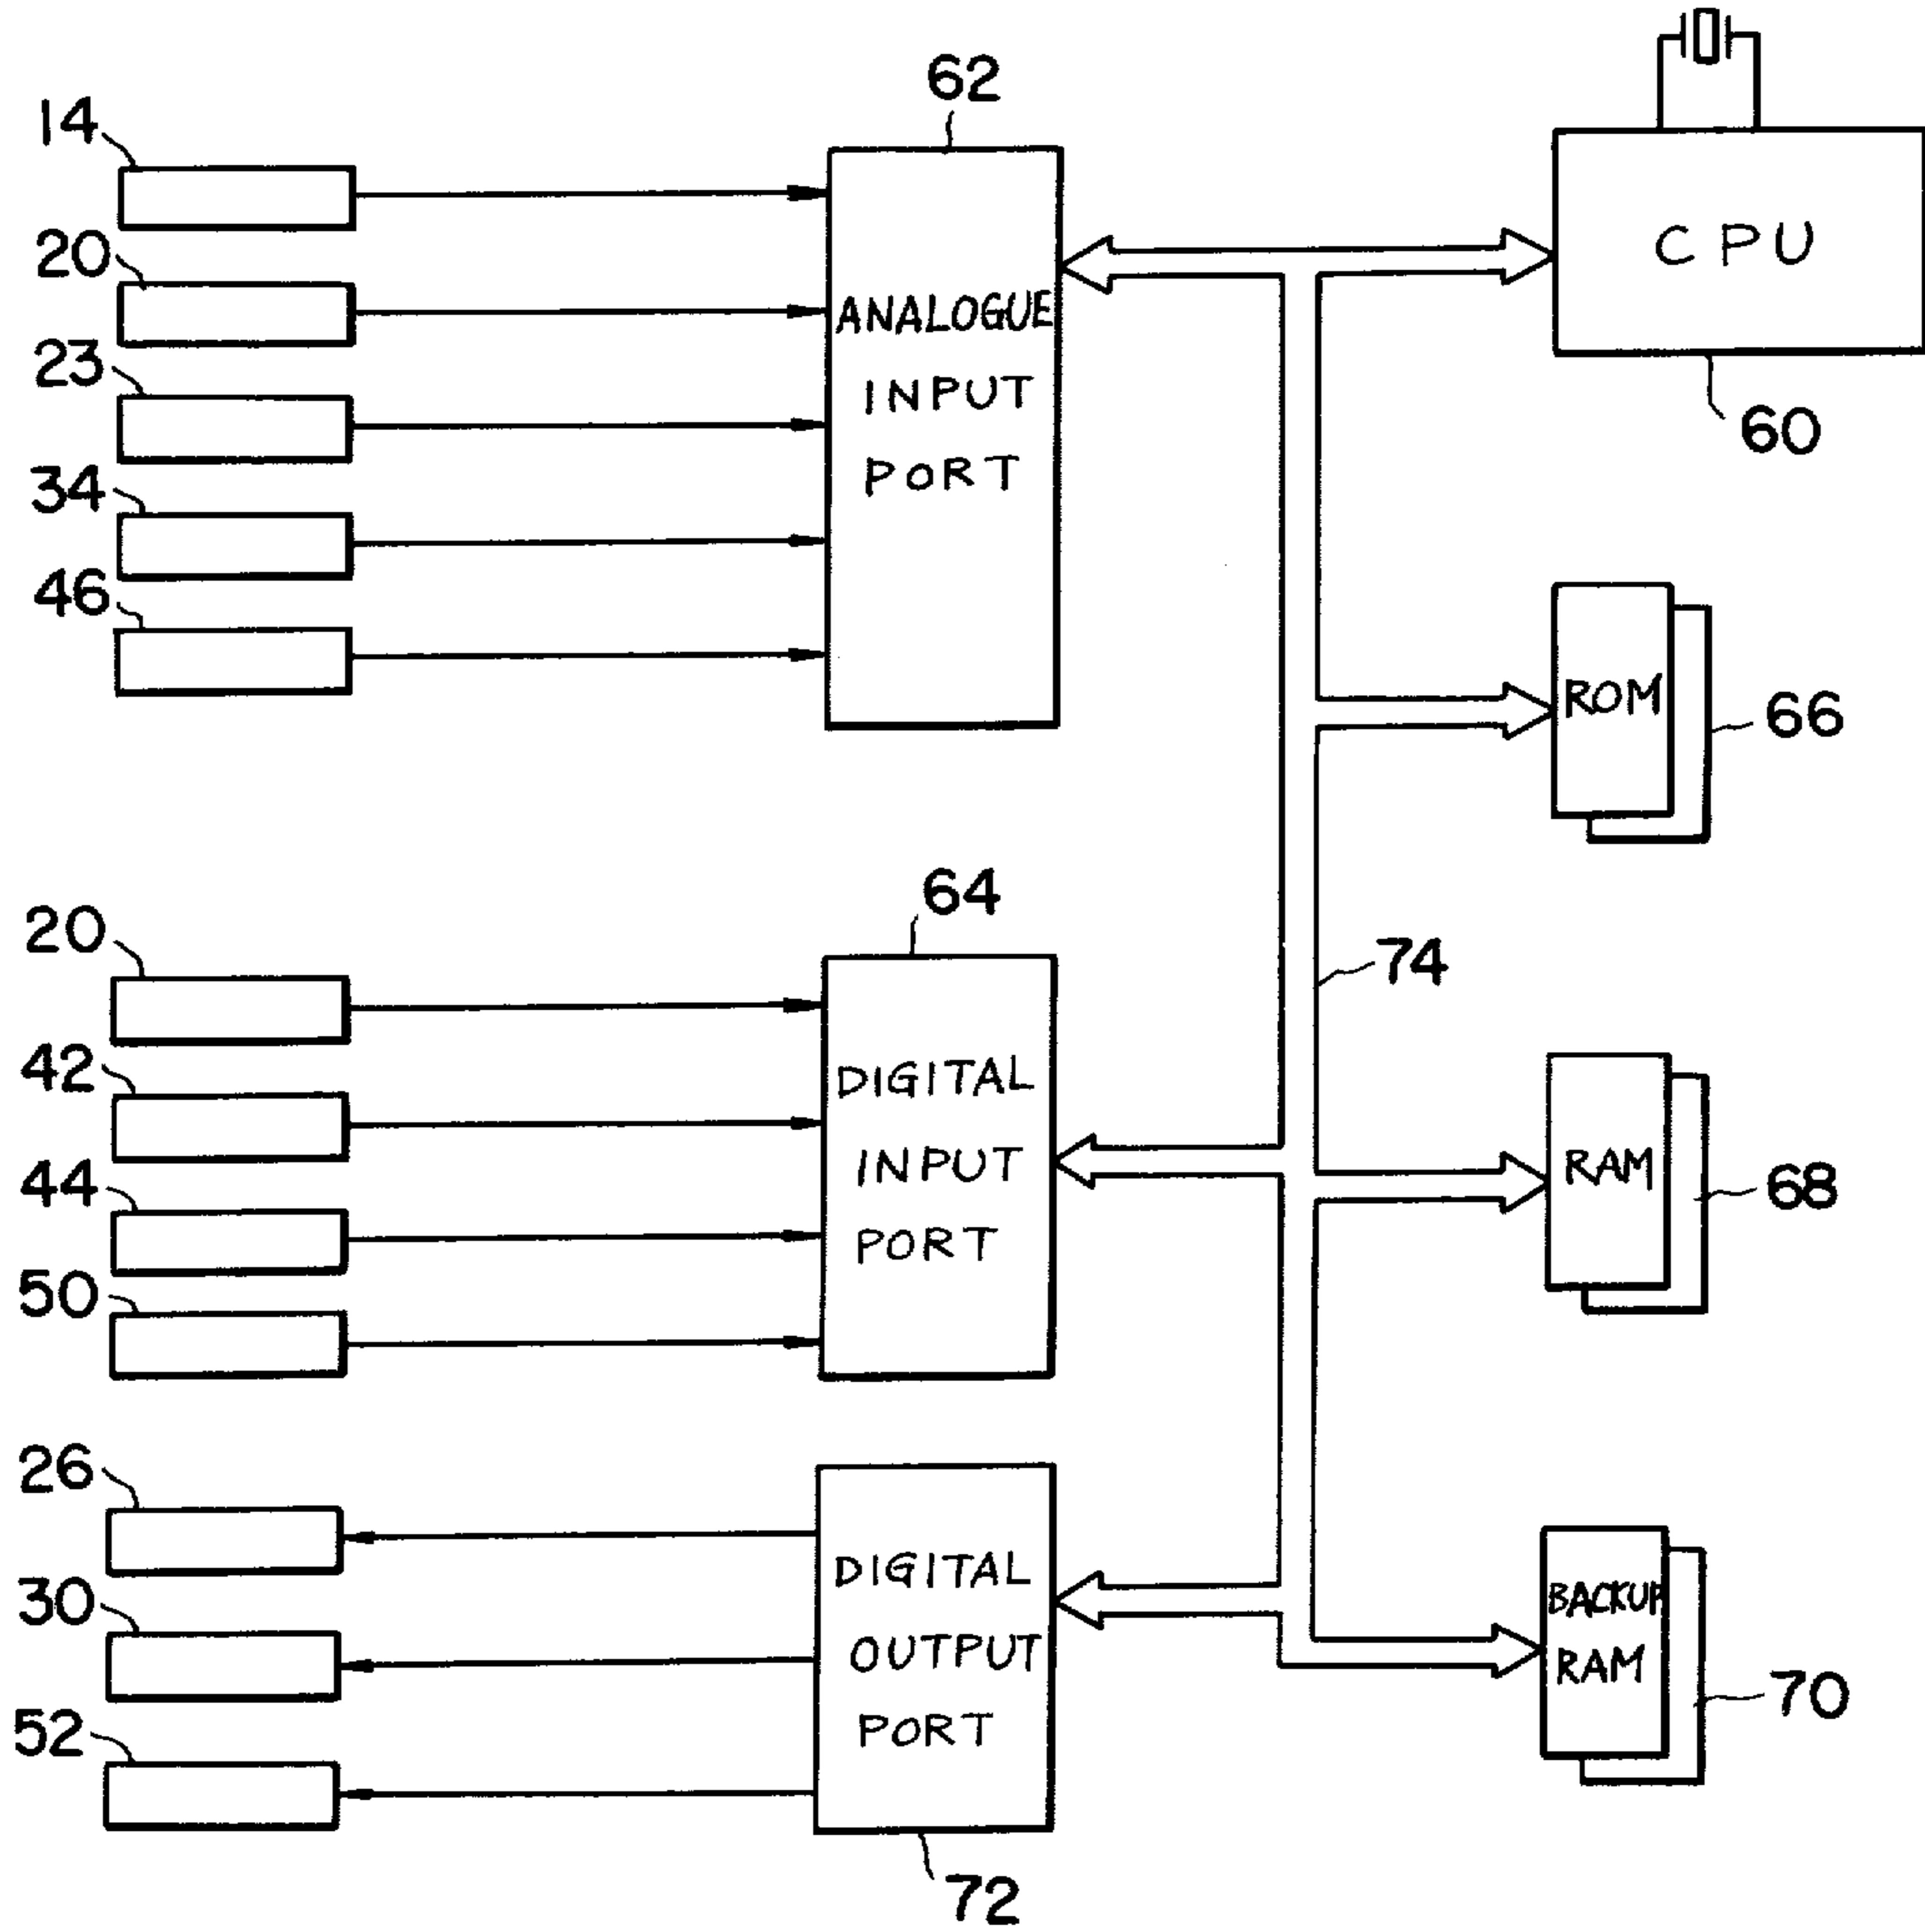 62
14
20
23
34
46
ANALOGUE
INPUT
PORT
CPU
60
ROM
66
64
20
42
44
50
DIGITAL
INPUT
PORT
74
RAM
68
26
30
52
DIGITAL
OUTPUT
PORT
72
BACKUP
RAM
70